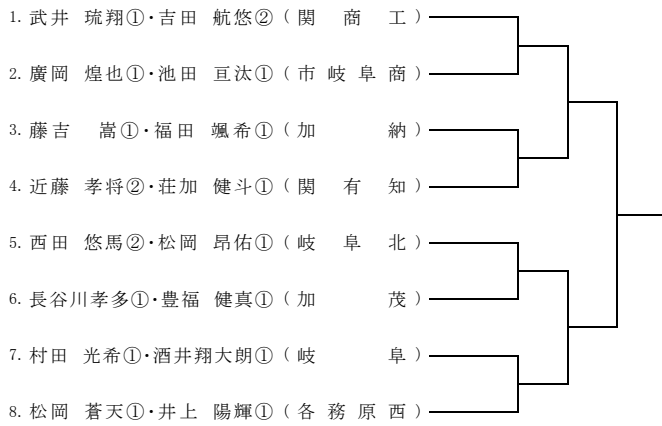 1. 武井 琉翔①・吉田 航悠② ( 関 商 工 )
2. 廣岡 煌也①・池田 亘汰① ( 市 岐 阜 商 )
3. 藤吉 嵩①・福田 颯希① ( 加 納 )
4. 近藤 孝将②・荘加 健斗① ( 関 有 知 )
5. 西田 悠馬②・松岡 昂佑① ( 岐 阜 北 )
6. 長谷川孝多①・豊福 健真① ( 加 茂 )
7. 村田 光希①・酒井翔大朗① ( 岐 阜 )
8. 松岡 蒼天①・井上 陽輝① ( 各 務 原 西 )